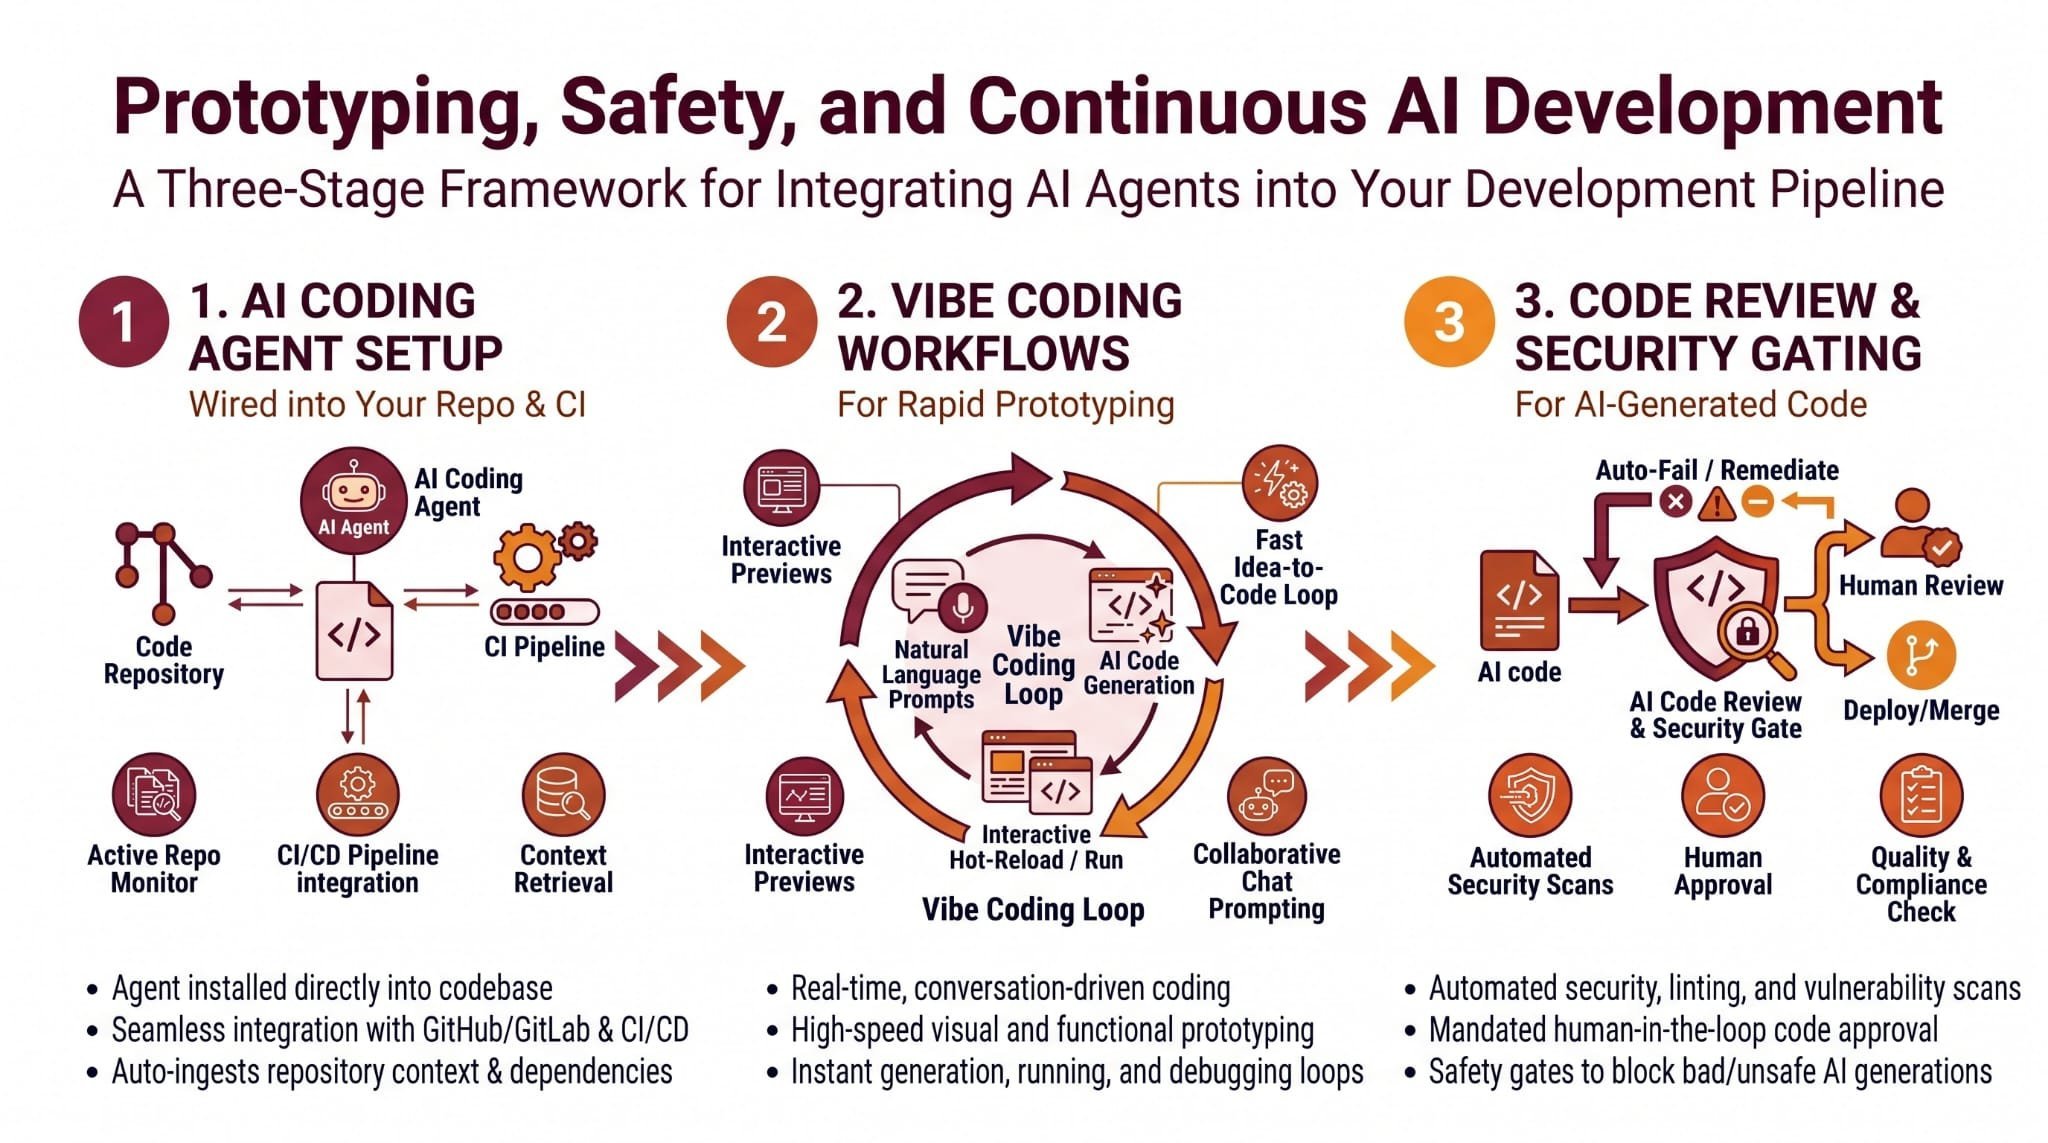 Prototyping, Safety, and Continuous AI Development
A Three-Stage Framework for Integrating AI Agents into Your Development Pipeline
1
1. AI CODING
AGENT SETUP
Wired into Your Repo & CI
AI Agent
AI Coding
Agent
Code
Repository
</>
CI Pipeline
Active Repo
Monitor
CI/CD Pipeline
integration
Context
Retrieval
• Agent installed directly into codebase
• Seamless integration with GitHub/GitLab & CI/CD
• Auto-ingests repository context & dependencies
2
2. VIBE CODING
WORKFLOWS
For Rapid Prototyping
Interactive
Previews
Fast
Idea-to-
Code Loop
Natural
Language
Prompts
Vibe
Coding
Loop
</>
AI Code
Generation
</>
Interactive
Hot-Reload / Run
Interactive
Previews
Collaborative
Chat
Prompting
Vibe Coding Loop
• Real-time, conversation-driven coding
• High-speed visual and functional prototyping
• Instant generation, running, and debugging loops
3
3. CODE REVIEW &
SECURITY GATING
For AI-Generated Code
Auto-Fail / Remediate
</>
AI code
</>
AI Code Review
& Security Gate
Human Review
Deploy/Merge
Automated
Security Scans
Human
Approval
Quality &
Compliance
Check
• Automated security, linting, and vulnerability scans
• Mandated human-in-the-loop code approval
• Safety gates to block bad/unsafe AI generations